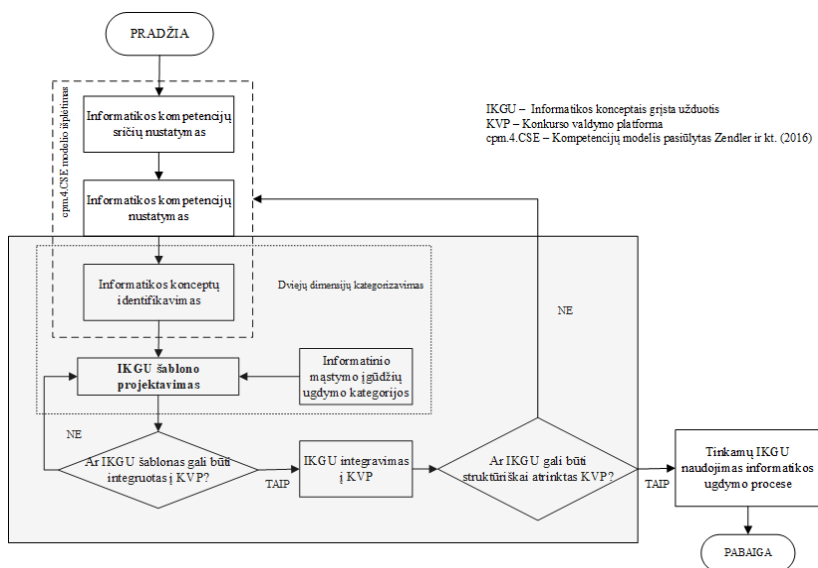 PRADŽIA
cpm.4.CSE modelio išplėtimas
Informatikos kompetencijų
sričių nustatymas
IKGU – Informatikos konceptais grįsta užduotis
KVP – Konkurso valdymo platforma
cpm.4.CSE – Kompetencijų modelis pasiūlytas Zendler ir kt. (2016)
Informatikos kompetencijų
nustatymas
Informatikos konceptų
identifikavimas
Dviejų dimensijų kategorizavimas
NE
IKGU šablono
projektavimas
Informatinio
mąstymo įgūdžių
ugdymo kategorijos
NE
Ar IKGU šablonas gali būti
integruotas į KVP?
TAIP
IKGU integravimas
į KVP
Ar IKGU gali būti
struktūriškai atrinktas KVP?
TAIP
Tinkamų IKGU
naudojimas informatikos
ugdymo procese
PABAIGA